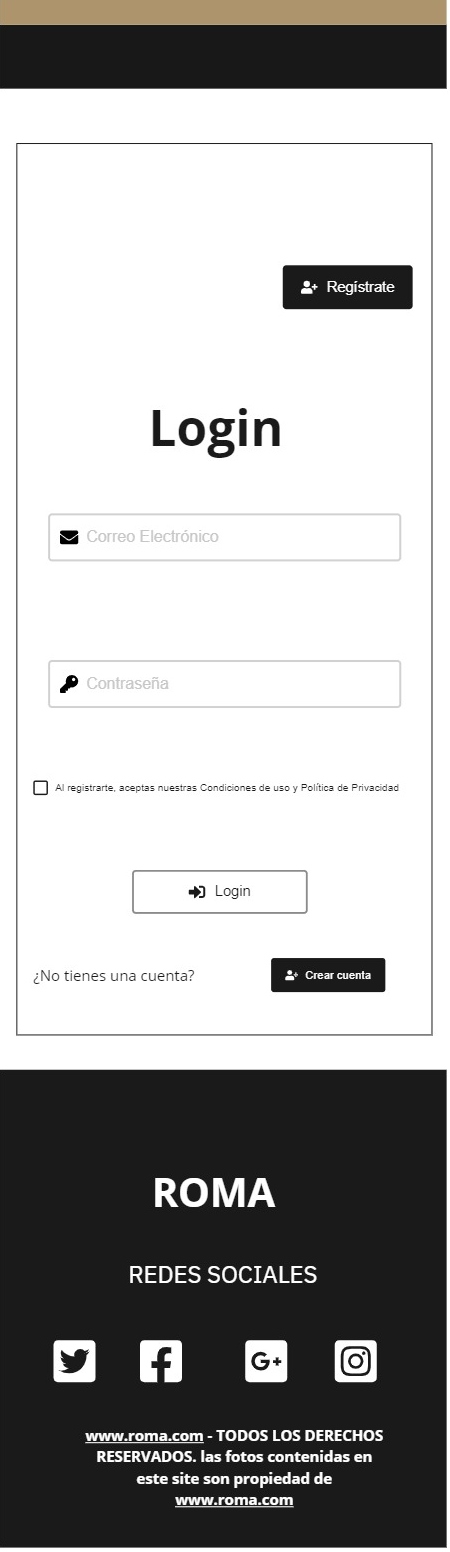 Regístrate
Login
Correo Electrónico
Contraseña
Al registrarte, aceptas nuestras Condiciones de uso y Política de Privacidad
Login
¿No tienes una cuenta?
Crear cuenta
ROMA
REDES SOCIALES
G+
www.roma.com - TODOS LOS DERECHOS
RESERVADOS. las fotos contenidas en
este site son propiedad de
www.roma.com